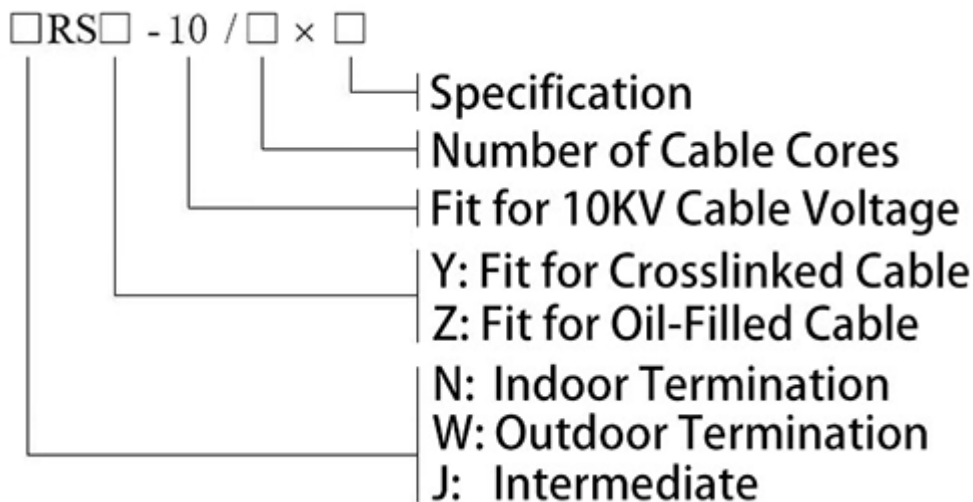 □RS□ -10 / □ × □
Specification
Number of Cable Cores
Fit for 10KV Cable Voltage
Y: Fit for Crosslinked Cable
Z: Fit for Oil-Filled Cable
N: Indoor Termination
W: Outdoor Termination
J: Intermediate